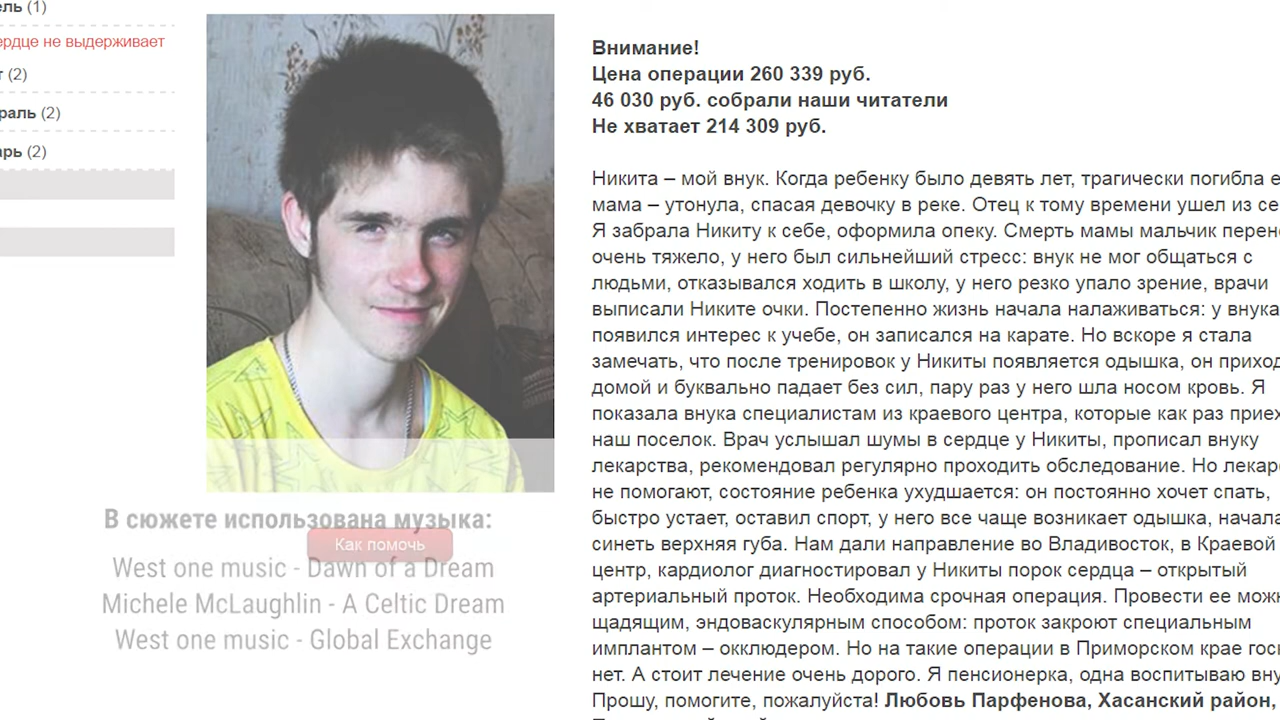 ель (1)
ердце не выдерживает
т (2)
раль (2)
арь (2)
Внимание!
Цена операции 260 339 руб.
46 030 руб. собрали наши читатели
Не хватает 214 309 руб.
Никита – мой внук. Когда ребенку было девять лет, трагически погибла е
мама – утонула, спасая девочку в реке. Отец к тому времени ушел из се
Я забрала Никиту к себе, оформила опеку. Смерть мамы мальчик перен
очень тяжело, у него был сильнейший стресс: внук не мог общаться с
людьми, отказывался ходить в школу, у него резко упало зрение, врачи
выписали Никите очки. Постепенно жизнь начала налаживаться: у внука
появился интерес к учебе, он записался на карате. Но вскоре я стала
замечать, что после тренировок у Никиты появляется одышка, он приход
домой и буквально падает без сил, пару раз у него шла носом кровь. Я
показала внука специалистам из краевого центра, которые как раз приех
наш поселок. Врач услышал шумы в сердце у Никиты, прописал внуку
лекарства, рекомендовал регулярно проходить обследование. Но лекар
не помогают, состояние ребенка ухудшается: он постоянно хочет спать,
быстро устает, оставил спорт, у него все чаще возникает одышка, начала
синеть верхняя губа. Нам дали направление во Владивосток, в Краевой
центр, кардиолог диагностировал у Никиты порок сердца – открытый
артериальный проток. Необходима срочная операция. Провести ее можн
щадящим, эндоваскулярным способом: проток закроют специальным
имплантом – окклюдером. Но на такие операции в Приморском крае гос
нет. А стоит лечение очень дорого. Я пенсионерка, одна воспитываю вну
Прошу, помогите, пожалуйста! Любовь Парфенова, Хасанский район,
В сюжете использована музыка:
Как помочь
West one music - Dawn of a Dream
Michele McLaughlin - A Celtic Dream
West one music - Global Exchange